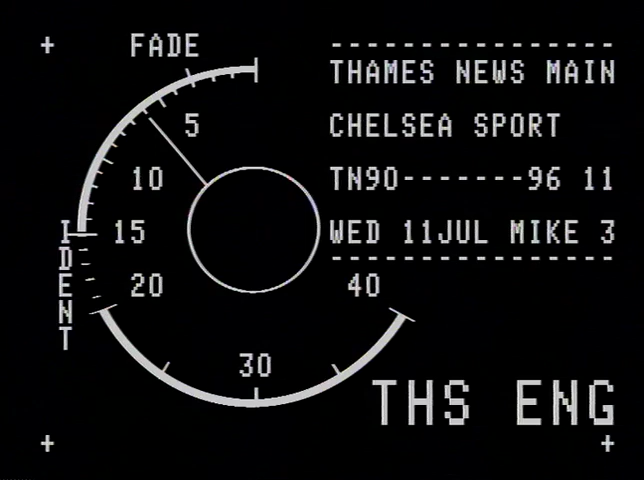 FADE
THAMES NEWS MAIN
CHELSEA SPORT
TN90-------96 11
WED 11JUL MIKE 3
5
10
15
20
30
40
IDENT
THS ENG